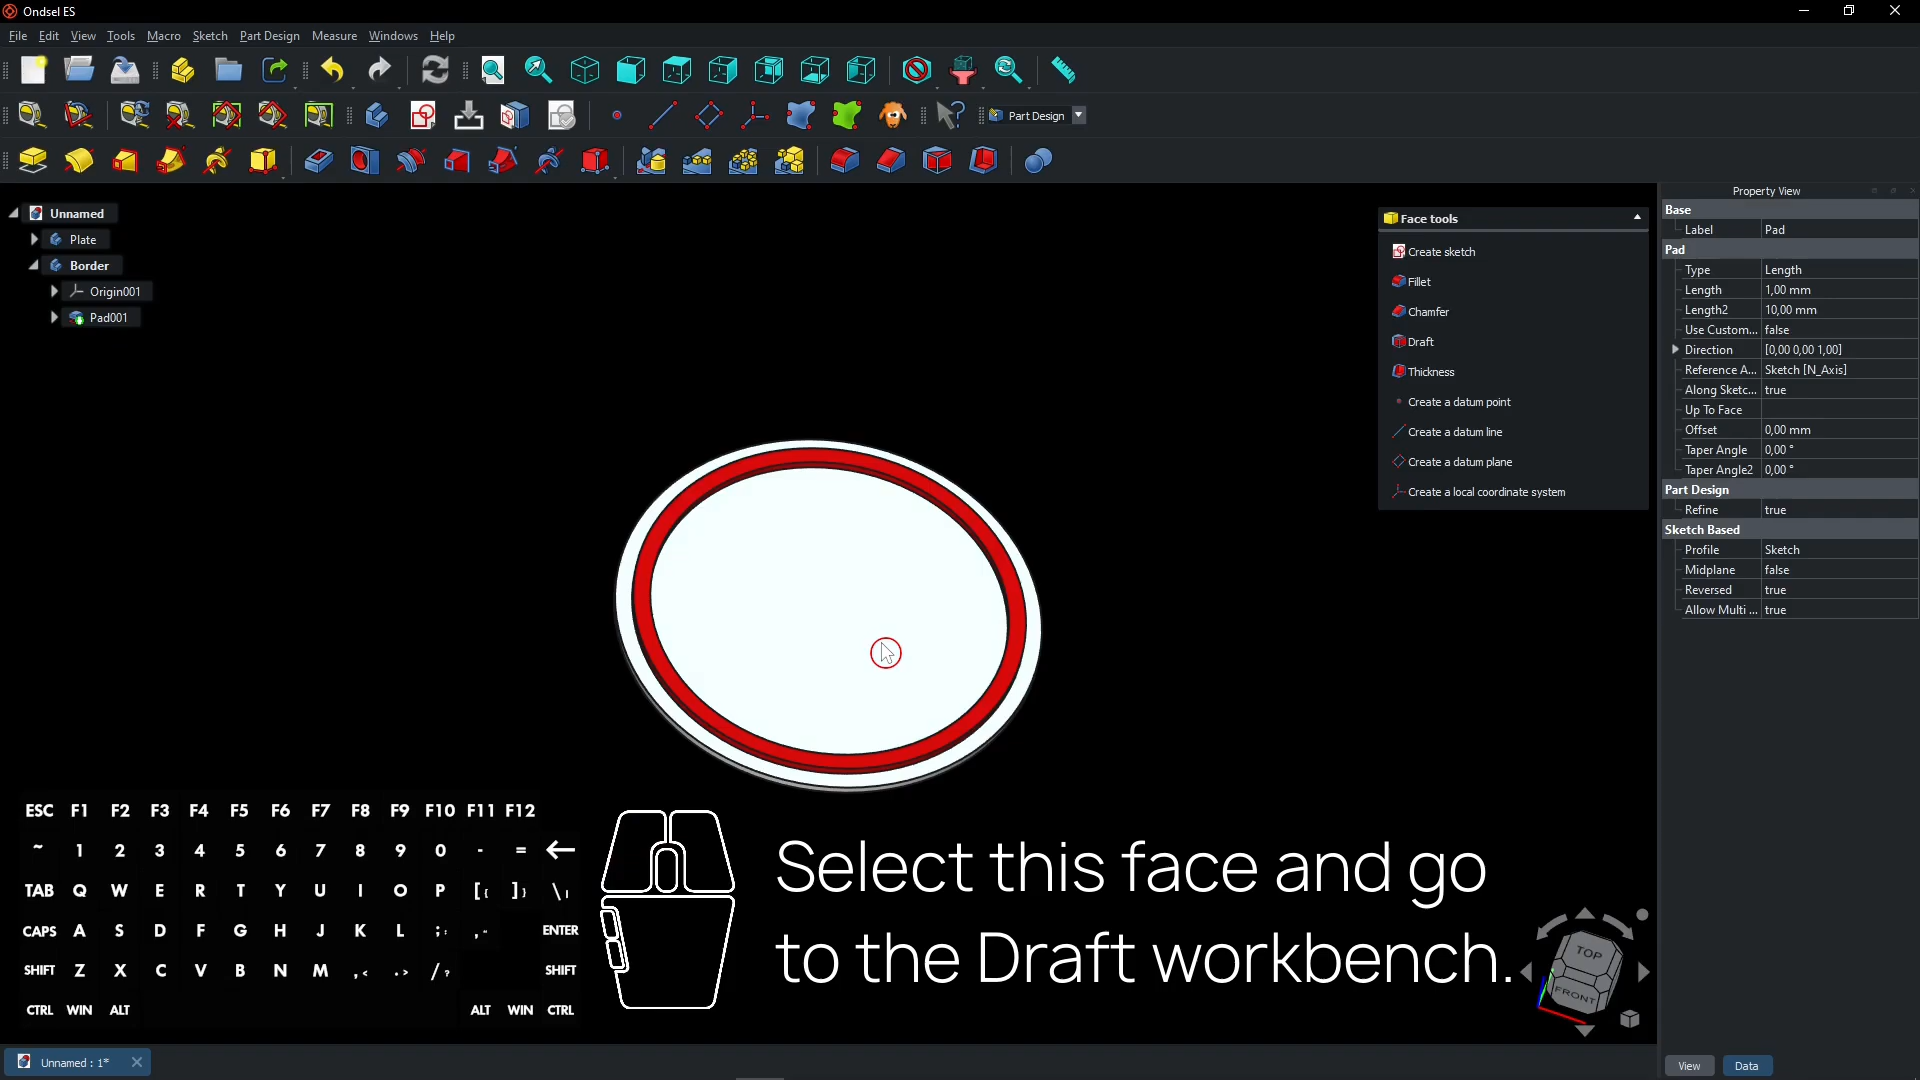 Ondsel ES
File Edit View Tools Macro Sketch Part Design Measure Windows Help
Part Design
Unnamed
Plate
Border
Origin001
Pad001
Face tools
Create sketch
Fillet
Chamfer
Draft
Thickness
Create a datum point
Create a datum line
Create a datum plane
Create a local coordinate system
Property View
Base
Label Pad
Pad
Type Length
Length 1,00 mm
Length2 10,00 mm
Use Custom... false
Direction [0,00 0,00 1,00]
Reference A... Sketch [N_Axis]
Along Sketc... true
Up To Face
Offset 0,00 mm
Taper Angle 0,00 °
Taper Angle2 0,00 °
Part Design
Refine true
Sketch Based
Profile Sketch
Midplane false
Reversed true
Allow Multi ... true
ESC F1 F2 F3 F4 F5 F6 F7 F8 F9 F10 F11 F12
~ 1 2 3 4 5 6 7 8 9 0 - = ←
TAB Q W E R T Y U I O P [{ ]} \|
CAPS A S D F G H J K L ;: ,“ ENTER
SHIFT Z X C V B N M ,< .> /? SHIFT
CTRL WIN ALT ALT WIN CTRL
Select this face and go
to the Draft workbench.
TOP
FRONT
Unnamed : 1*
View Data